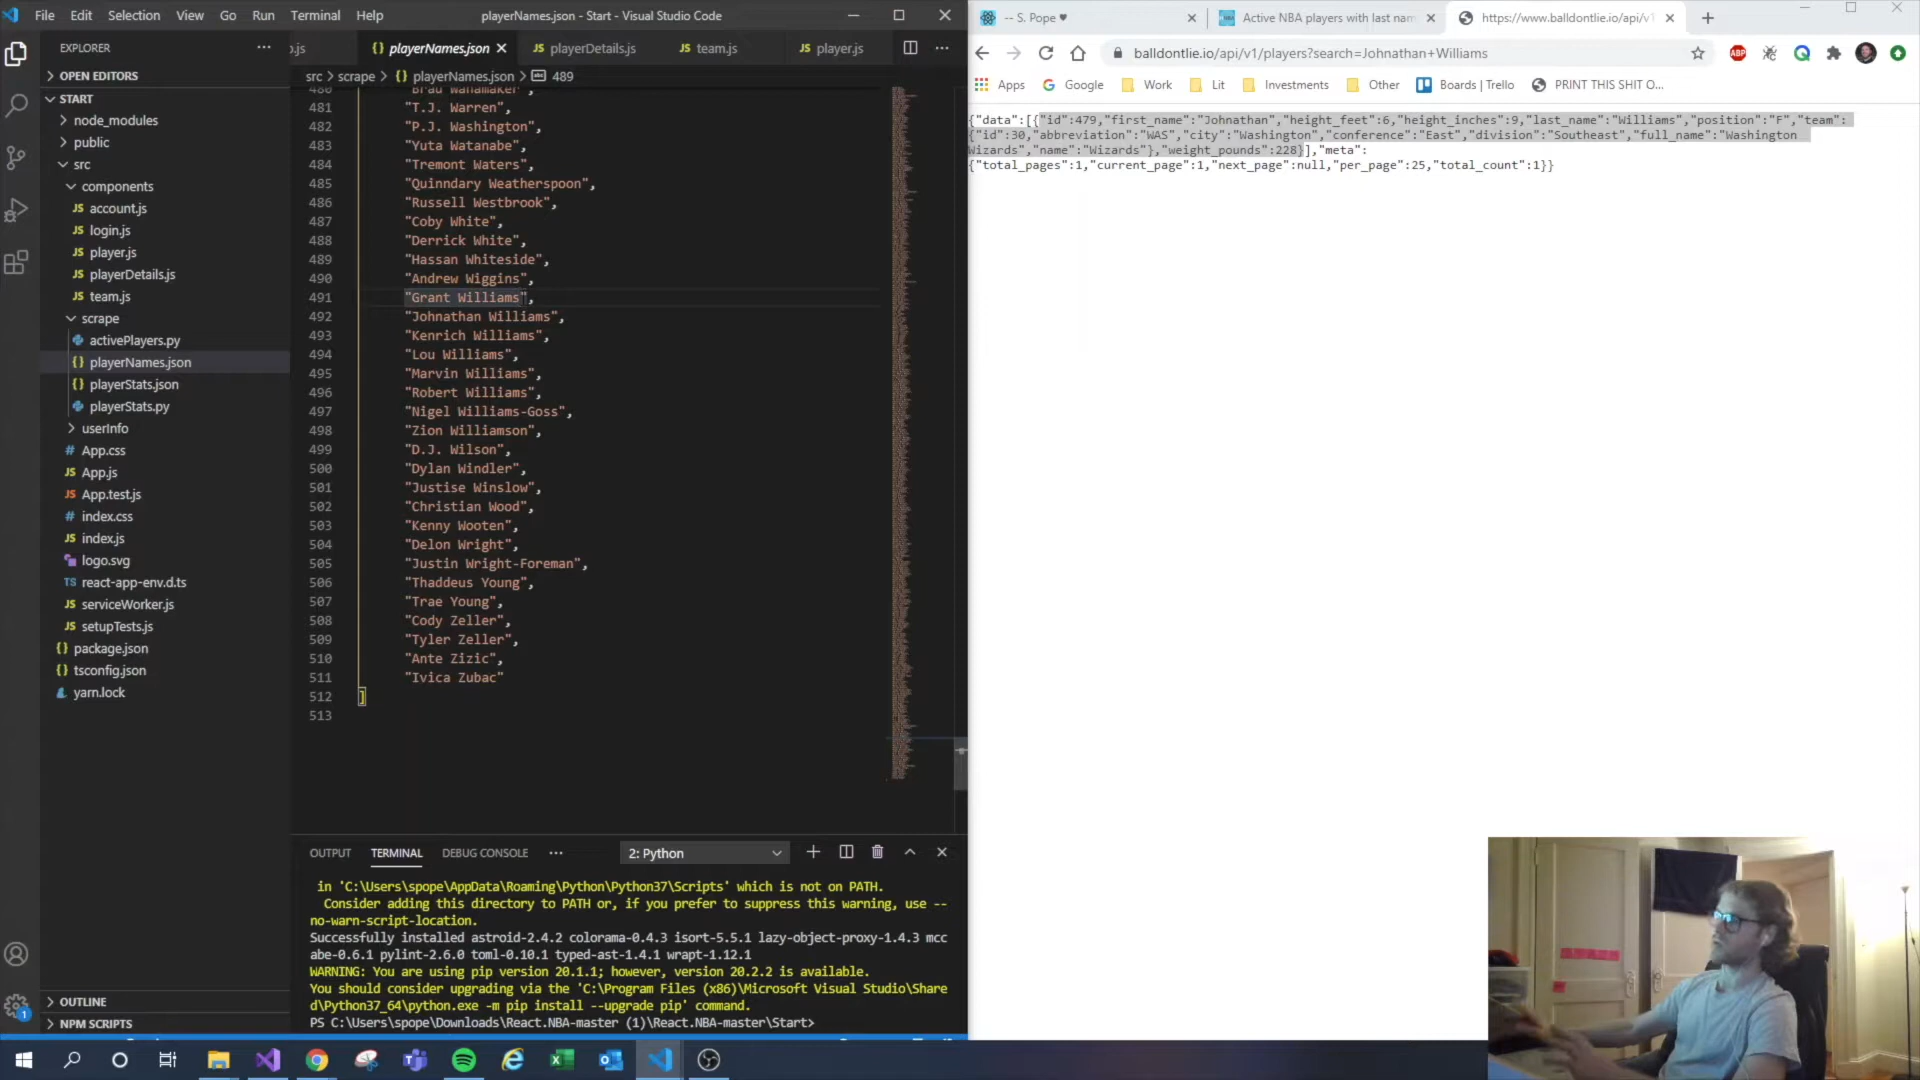 File Edit Selection View Go Run Terminal Help
playerNames.json - Start - Visual Studio Code
EXPLORER
OPEN EDITORS
START
node_modules
public
src
components
account.js
login.js
player.js
playerDetails.js
team.js
scrape
activePlayers.py
playerNames.json
playerStats.json
playerStats.py
userInfo
App.css
App.js
App.test.js
index.css
index.js
logo.svg
react-app-env.d.ts
serviceWorker.js
setupTests.js
package.json
tsconfig.json
yarn.lock
OUTLINE
NPM SCRIPTS
playerNames.json playerDetails.js team.js player.js
src > scrape > {} playerNames.json > 489
480 "Brad Wanamaker",
481 "T.J. Warren",
482 "P.J. Washington",
483 "Yuta Watanabe",
484 "Tremont Waters",
485 "Quinndary Weatherspoon",
486 "Russell Westbrook",
487 "Coby White",
488 "Derrick White",
489 "Hassan Whiteside",
490 "Andrew Wiggins",
491 "Grant Williams",
492 "Johnathan Williams",
493 "Kenrich Williams",
494 "Lou Williams",
495 "Marvin Williams",
496 "Robert Williams",
497 "Nigel Williams-Goss",
498 "Zion Williamson",
499 "D.J. Wilson",
500 "Dylan Windler",
501 "Justise Winslow",
502 "Christian Wood",
503 "Kenny Wooten",
504 "Delon Wright",
505 "Justin Wright-Foreman",
506 "Thaddeus Young",
507 "Trae Young",
508 "Cody Zeller",
509 "Tyler Zeller",
510 "Ante Zizic",
511 "Ivica Zubac"
512 ]
513
OUTPUT TERMINAL DEBUG CONSOLE ··· 2: Python
in 'C:\Users\spope\AppData\Roaming\Python\Python37\Scripts' which is not on PATH.
Consider adding this directory to PATH or, if you prefer to suppress this warning, use --
no-warn-script-location.
Successfully installed astroid-2.4.2 colorama-0.4.3 isort-5.5.1 lazy-object-proxy-1.4.3 mcc
abe-0.6.1 pylint-2.6.0 toml-0.10.1 typed-ast-1.4.1 wrapt-1.12.1
WARNING: You are using pip version 20.1.1; however, version 20.2.2 is available.
You should consider upgrading via the 'C:\Program Files (x86)\Microsoft Visual Studio\Share
d\Python37_64\python.exe -m pip install --upgrade pip' command.
PS C:\Users\spope\Downloads\React.NBA-master (1)\React.NBA-master\Start>
-- S. Pope ♥
Active NBA players with last nam
https://www.balldontlie.io/api/v1
balldontlie.io/api/v1/players?search=Johnathan+Williams
Apps Google Work Lit Investments Other Boards | Trello PRINT THIS SHIT O...
{"data":[{"id":479,"first_name":"Johnathan","height_feet":6,"height_inches":9,"last_name":"Williams","position":"F","team":
{"id":30,"abbreviation":"WAS","city":"Washington","conference":"East","division":"Southeast","full_name":"Washington
Wizards","name":"Wizards"},"weight_pounds":228}],"meta":
{"total_pages":1,"current_page":1,"next_page":null,"per_page":25,"total_count":1}}